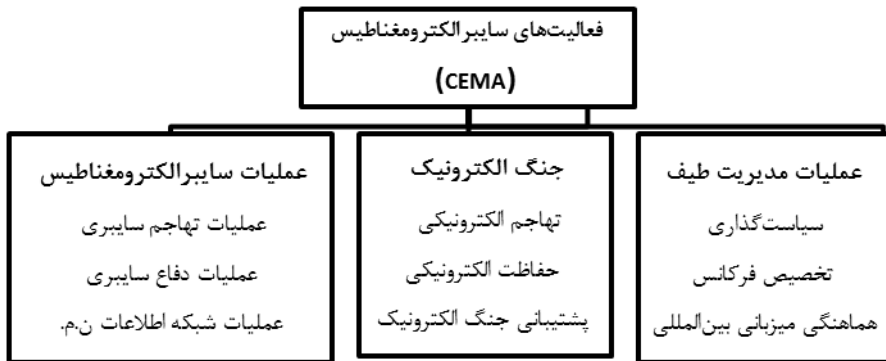 فعالیت‌های سایبرالکترومغناطیس
(CEMA)
عملیات مدیریت طیف
سیاست‌گذاری
تخصیص فرکانس
هماهنگی میزبانی بین‌المللی
جنگ الکترونیک
تهاجم الکترونیکی
حفاظت الکترونیکی
پشتیبانی جنگ الکترونیک
عملیات سایبرالکترومغناطیس
عملیات تهاجم سایبری
عملیات دفاع سایبری
عملیات شبکه اطلاعات ن.م.